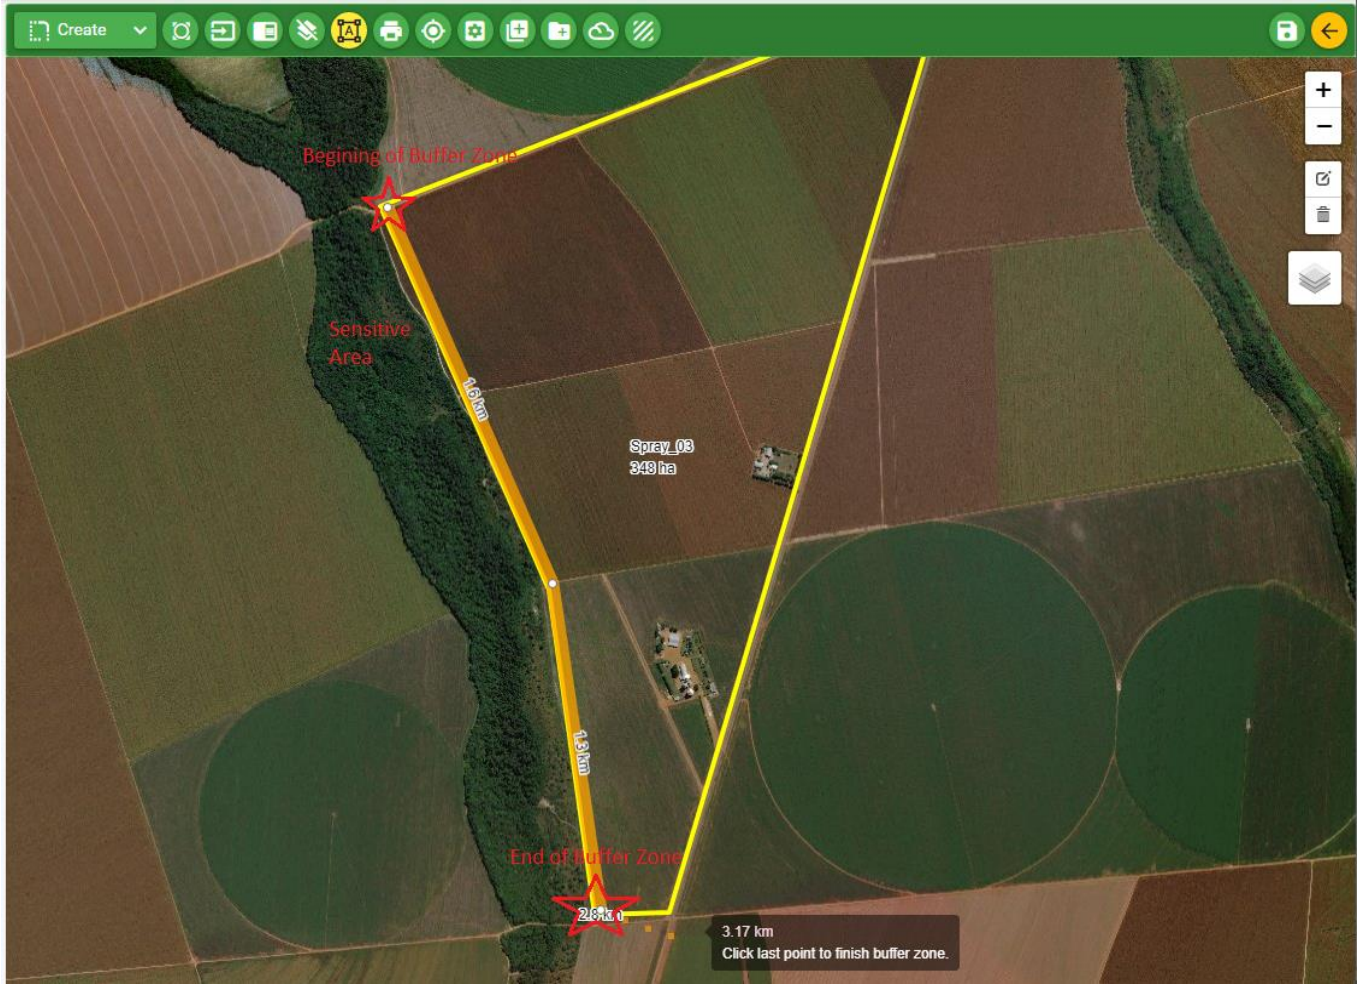 Create
A
+
−
Begining of Buffer Zone
Sensitive
Area
1.6 km
Spray_03
348 ha
1.3 km
End of Buffer Zone
2.8 km
3.17 km
Click last point to finish buffer zone.